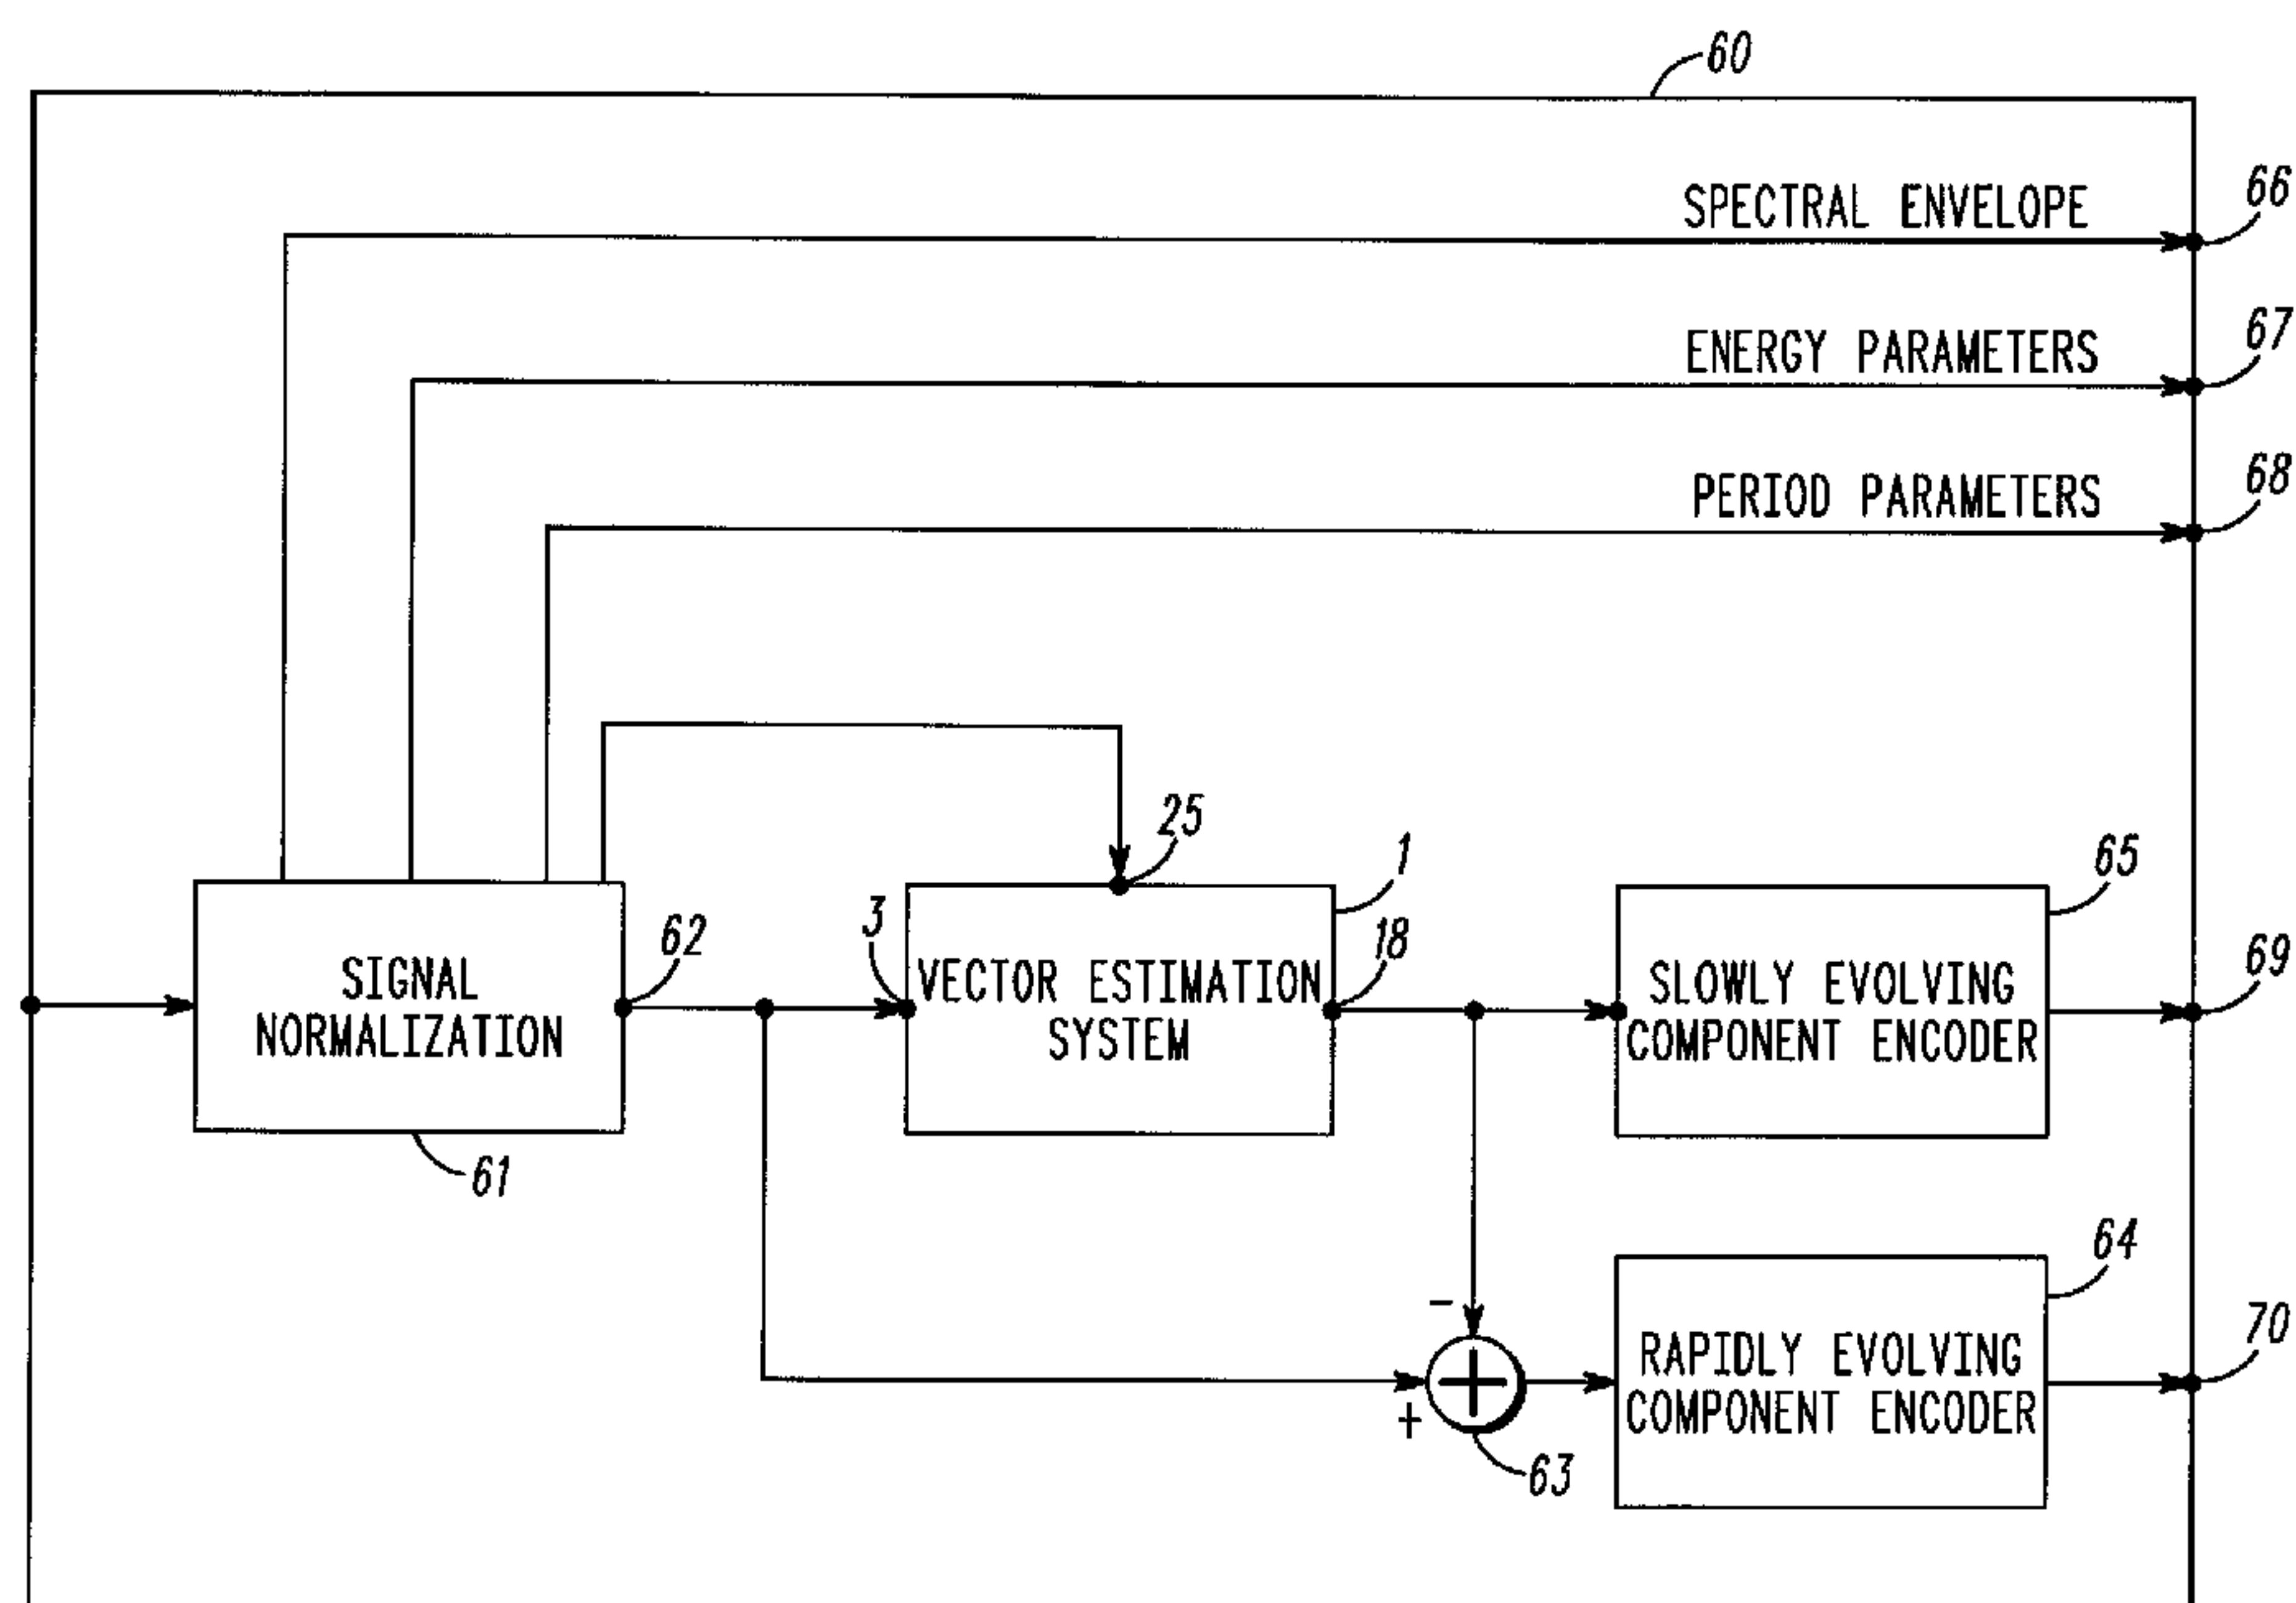 60
SPECTRAL ENVELOPE
66
ENERGY PARAMETERS
67
PERIOD PARAMETERS
68
25
1
65
3
62
18
69
SIGNAL
NORMALIZATION
VECTOR ESTIMATION
SYSTEM
SLOWLY EVOLVING
COMPONENT ENCODER
61
64
70
-
+
RAPIDLY EVOLVING
COMPONENT ENCODER
+
63